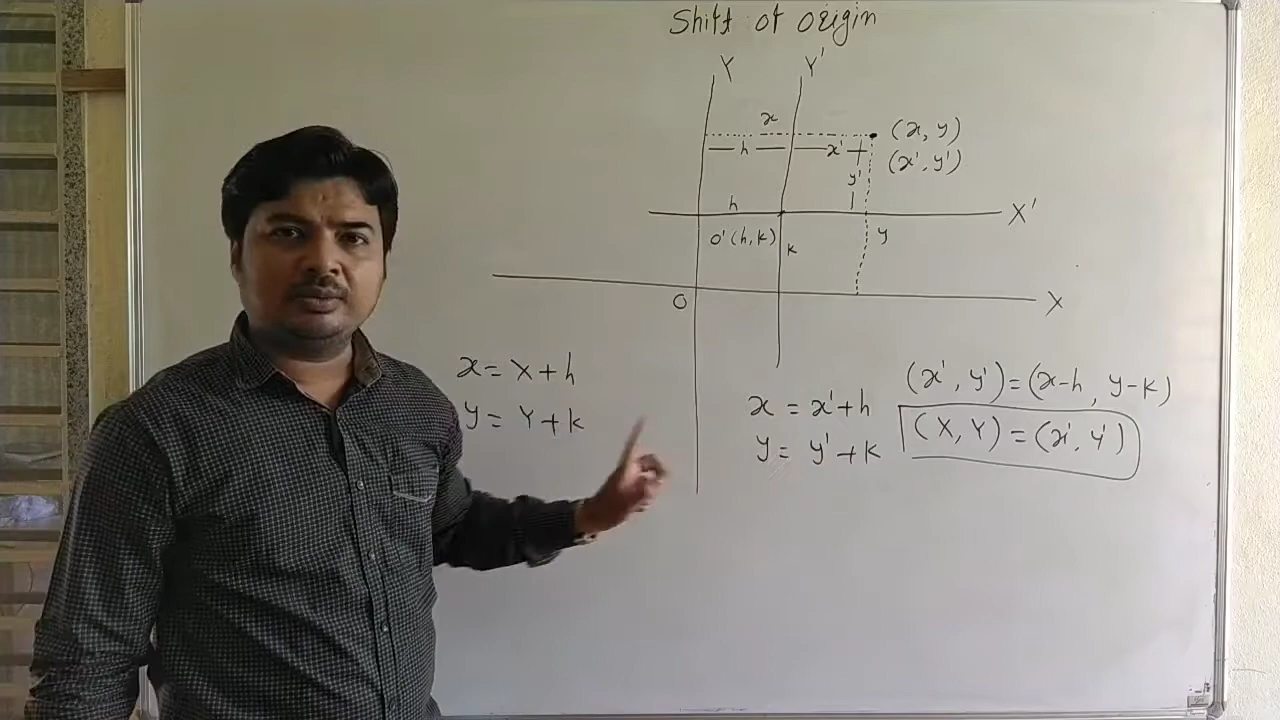 Shift of origin
Y Y'
x (x, y)
h x' (x', y')
y'
h X'
O'(h, k) k y
O X
x = X + h
y = Y + k
x = x' + h
y = y' + k
(x', y') = (x-h, y-k)
(X, Y) = (x', y')